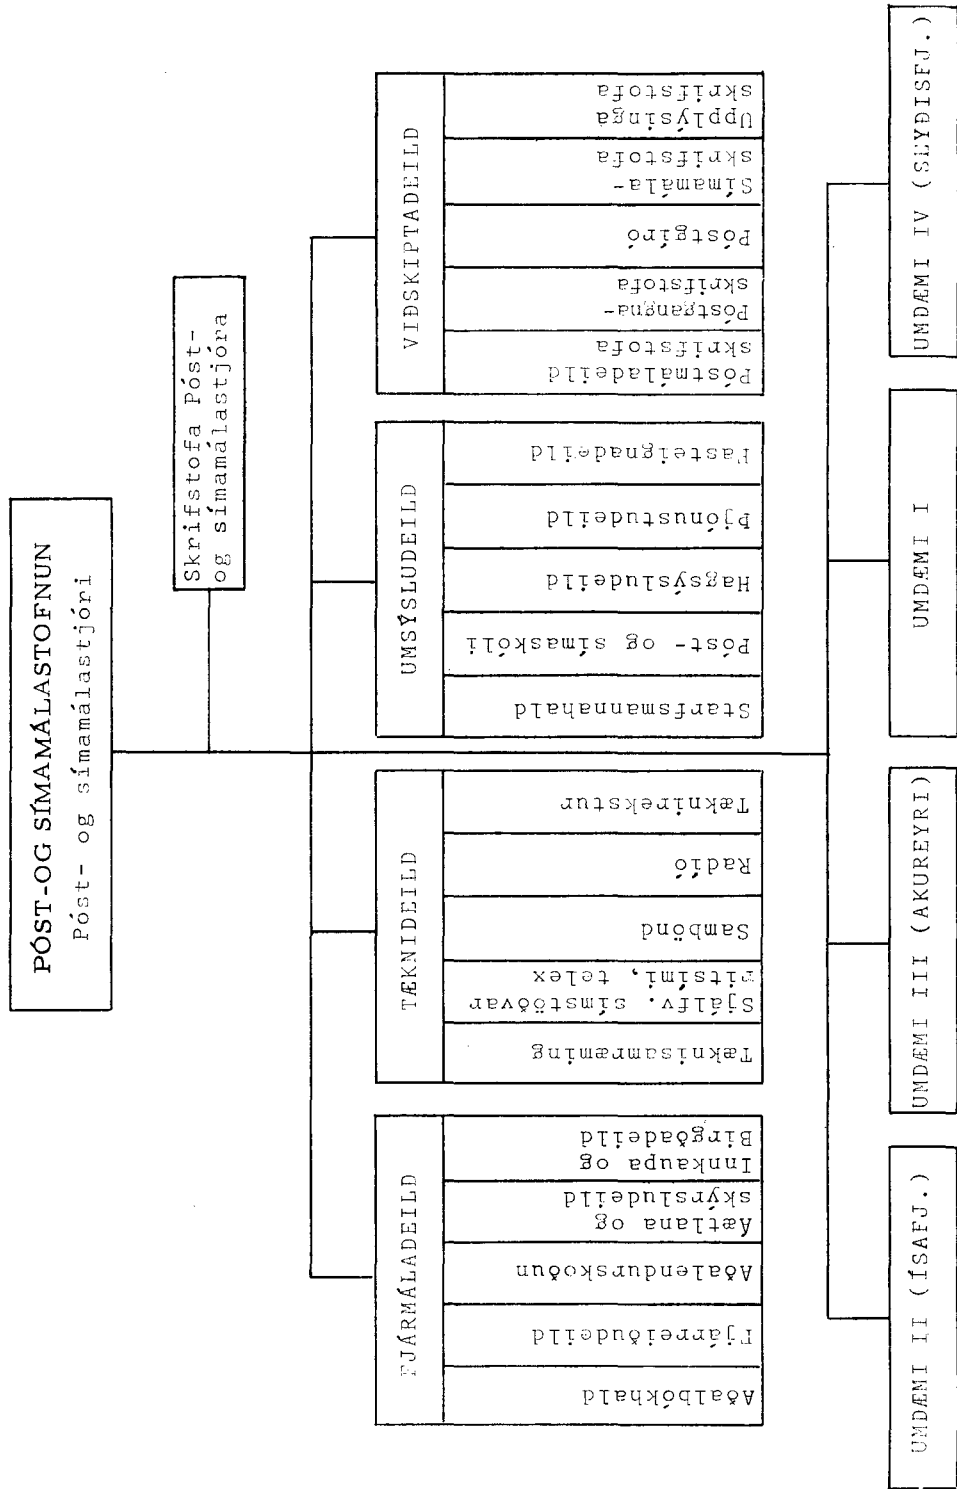 PÓST-OG SÍMAMÁLASTOFNUN
Póst- og símamálastjóri
Skrifstofa Póst-
og símamálastjóra
FJÁRMÁLADEILD
Aðalbókhald
Fjárreiðudeild
Aðalendurskoðun
Áætlana og
skýrsludeild
Innkaupa og
Birgðadeild
TÆKNIDEILD
Tæknisamræming
Sjálfv. símstöðvar
ritsími, telex
Sambönd
Radíó
Tæknirekstur
UMSÝSLUDEILD
Starfsmannahald
Póst- og símaskóli
Hagsýsludeild
Þjónustudeild
Fasteignadeild
VIÐSKIPTADEILD
Póstmáladeild
skrifstofa
Póstgangna-
skrifstofa
Póstgíró
Símamála-
skrifstofa
Upplýsinga
skrifstofa
UMDÆMI II (ÍSAFJ.)
UMDÆMI III (AKUREYRI)
UMDÆMI I
UMDÆMI IV (SEYÐISFJ.)